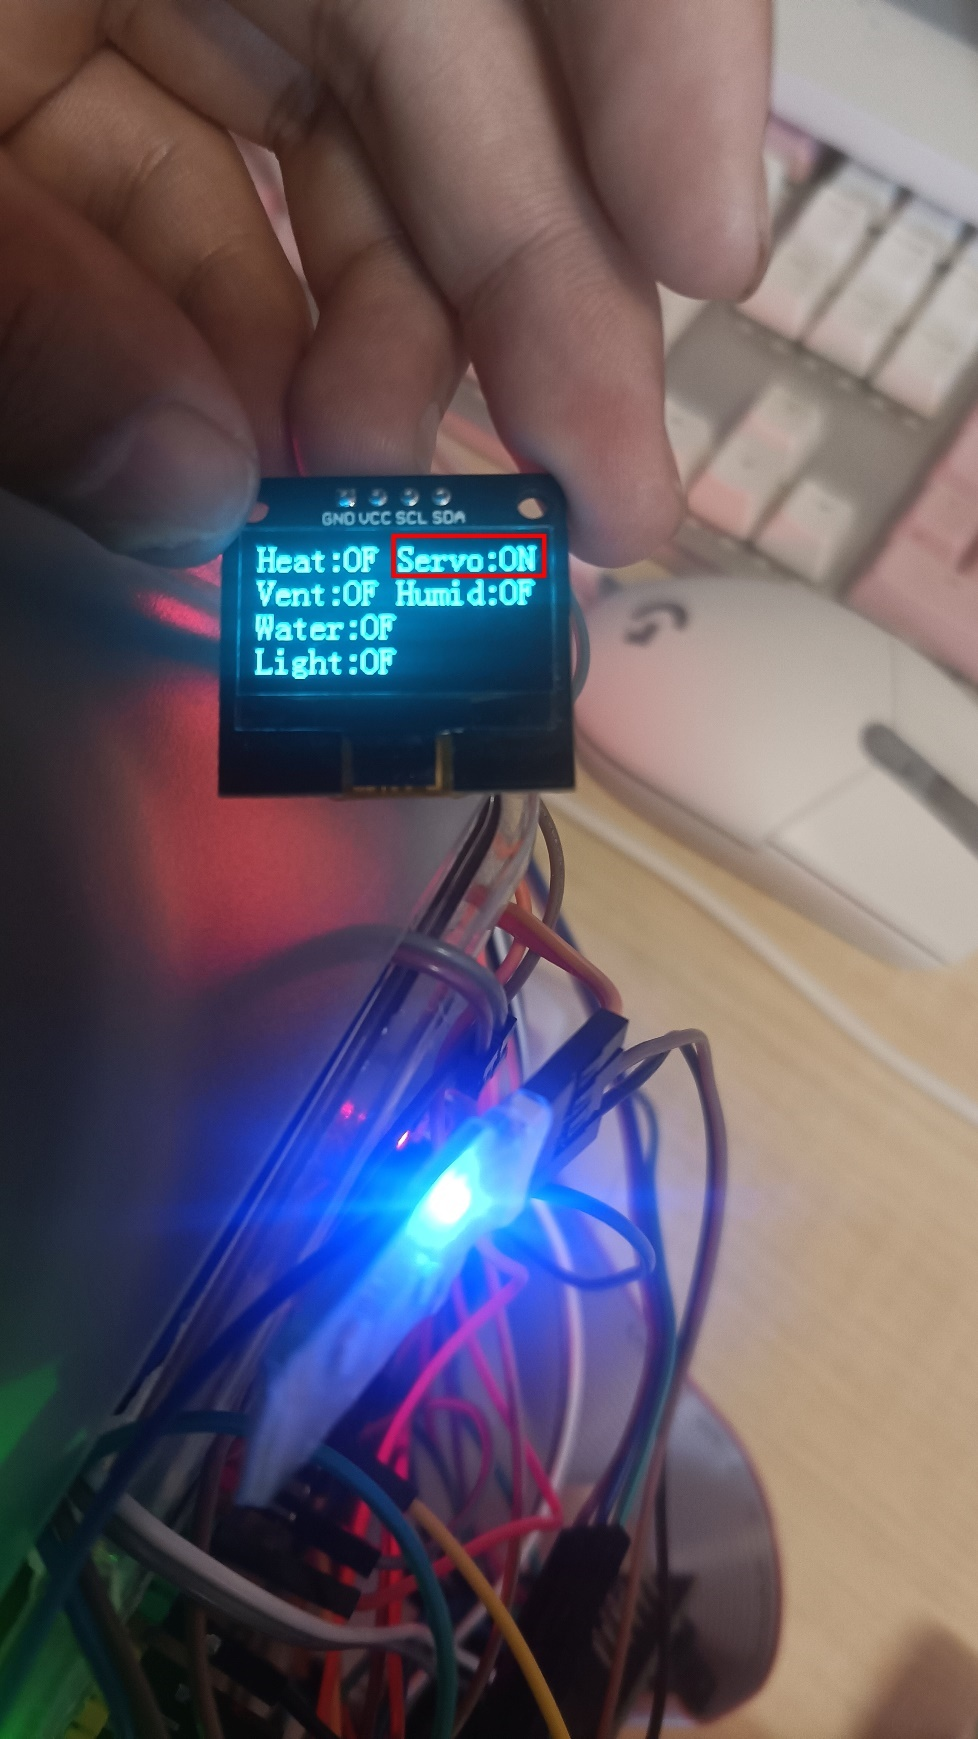 GND VCC SCL SDA
Heat:OF Servo:ON
Vent:OF Humid:OF
Water:OF
Light:OF